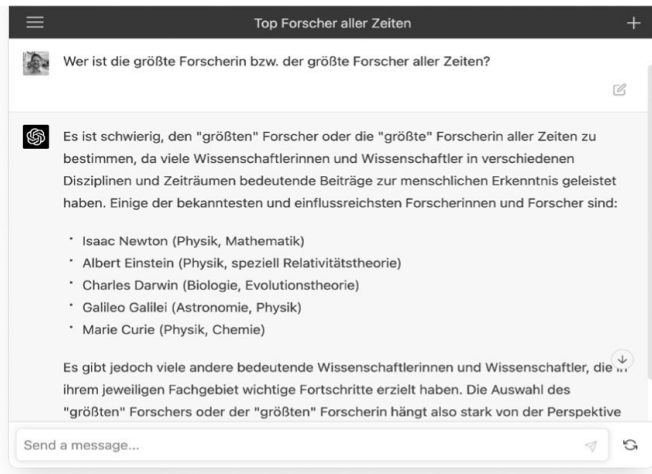 Top Forscher aller Zeiten
Wer ist die größte Forscherin bzw. der größte Forscher aller Zeiten?
Es ist schwierig, den "größten" Forscher oder die "größte" Forscherin aller Zeiten zu
bestimmen, da viele Wissenschaftlerinnen und Wissenschaftler in verschiedenen
Disziplinen und Zeiträumen bedeutende Beiträge zur menschlichen Erkenntnis geleistet
haben. Einige der bekanntesten und einflussreichsten Forscherinnen und Forscher sind:
• Isaac Newton (Physik, Mathematik)
• Albert Einstein (Physik, speziell Relativitätstheorie)
• Charles Darwin (Biologie, Evolutionstheorie)
• Galileo Galilei (Astronomie, Physik)
• Marie Curie (Physik, Chemie)
Es gibt jedoch viele andere bedeutende Wissenschaftlerinnen und Wissenschaftler, die in
ihrem jeweiligen Fachgebiet wichtige Fortschritte erzielt haben. Die Auswahl des
"größten" Forschers oder der "größten" Forscherin hängt also stark von der Perspektive
Send a message...